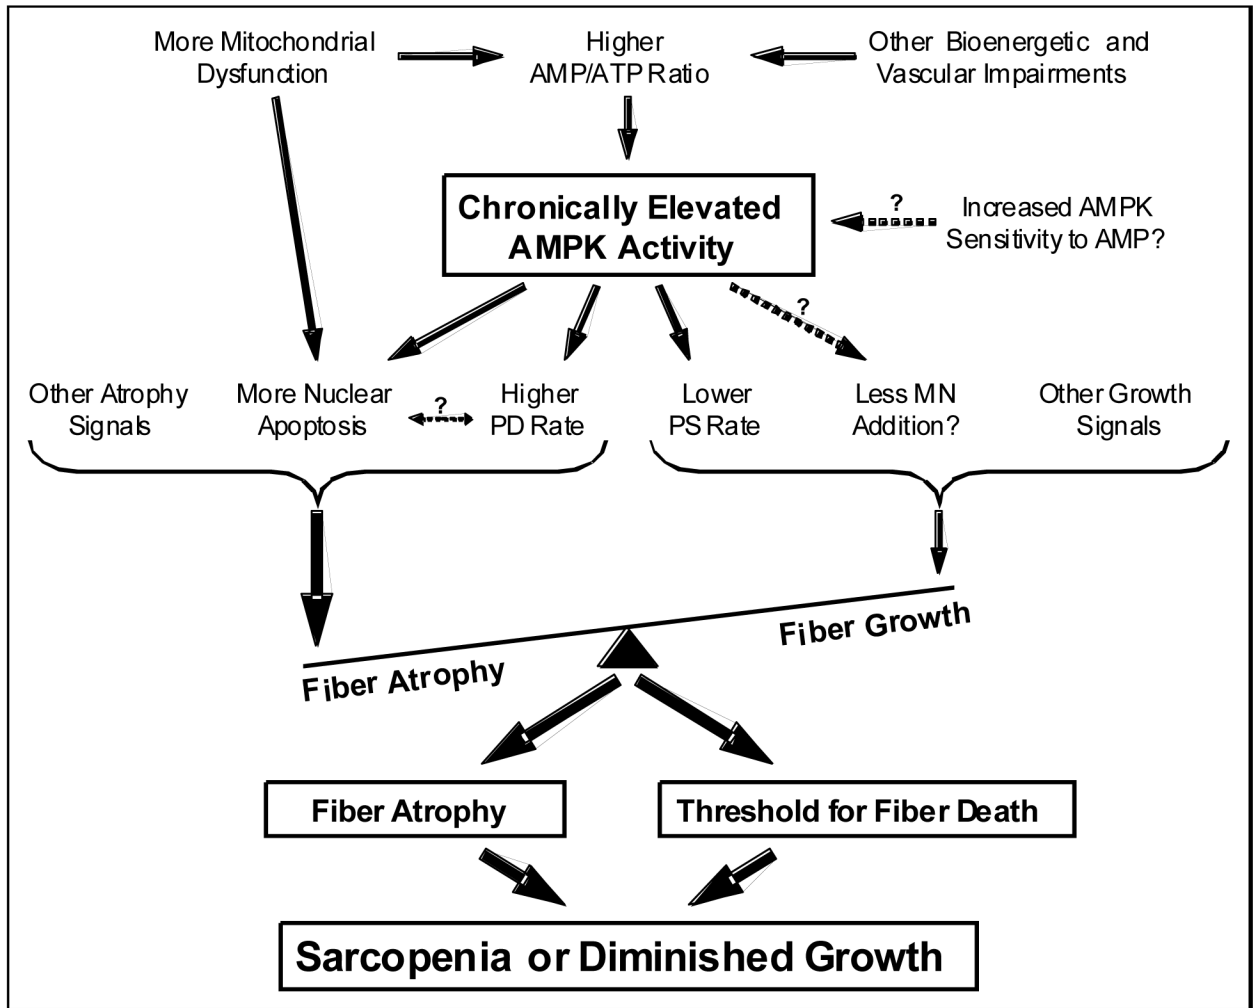 More Mitochondrial
Dysfunction
Higher
AMP/ATP Ratio
Other Bioenergetic and
Vascular Impairments
Chronically Elevated
AMPK Activity
?
Increased AMPK
Sensitivity to AMP?
?
Other Atrophy
Signals
More Nuclear
Apoptosis
?
Higher
PD Rate
Lower
PS Rate
Less MN
Addition?
Other Growth
Signals
Fiber Atrophy
Fiber Growth
Fiber Atrophy
Threshold for Fiber Death
Sarcopenia or Diminished Growth